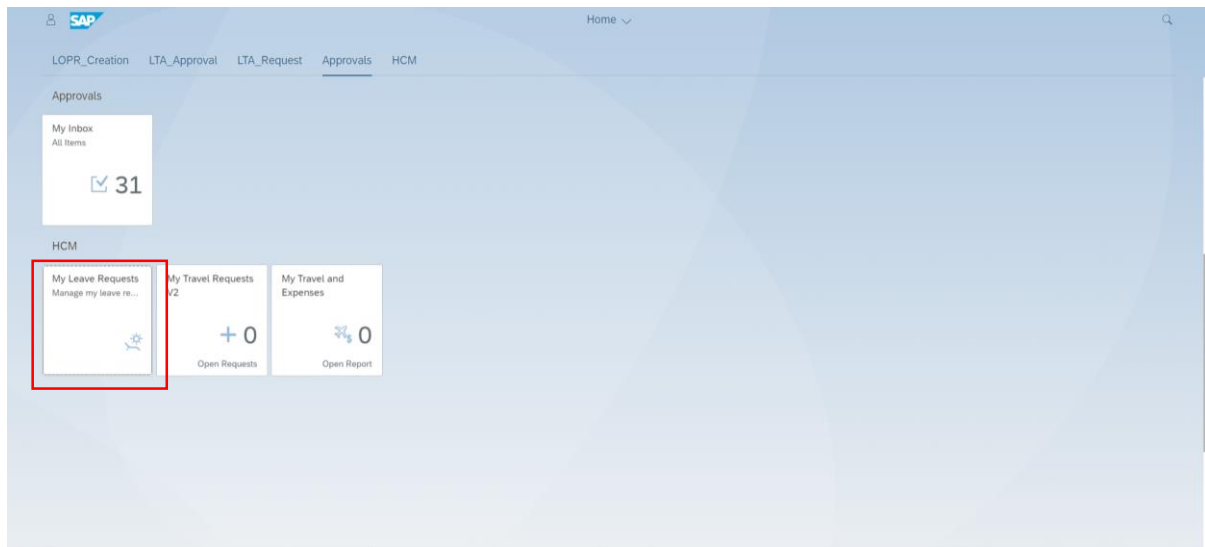 SAP
Home
LOPR_Creation LTA_Approval LTA_Request Approvals HCM
Approvals
My Inbox
All Items
31
HCM
My Leave Requests
Manage my leave re...
My Travel Requests
V2
0
Open Requests
My Travel and
Expenses
0
Open Report